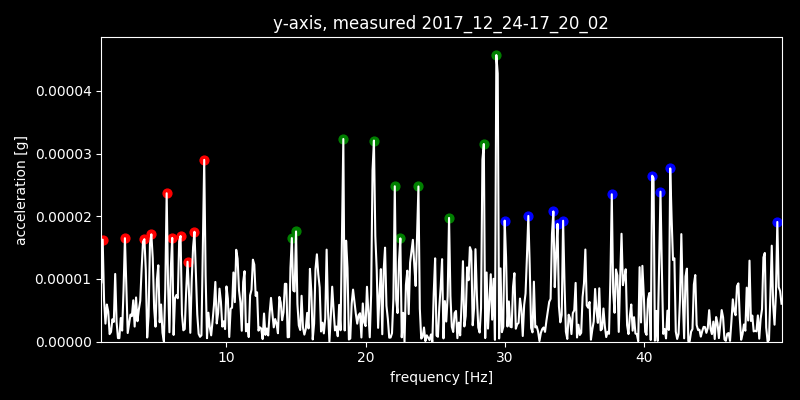 y-axis, measured 2017_12_24-17_20_02
acceleration [g]
0.00004
0.00003
0.00002
0.00001
0.00000
10 20 30 40
frequency [Hz]